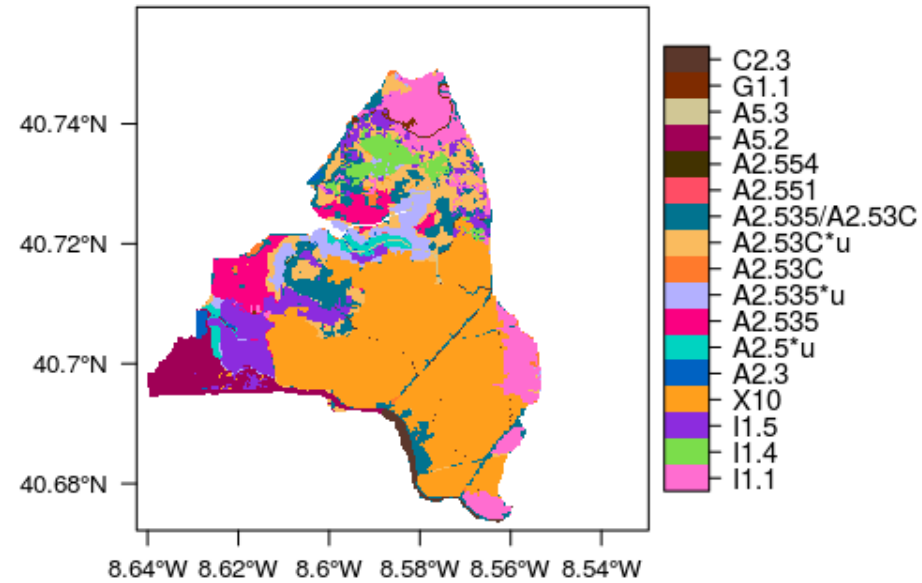 40.74°N
40.72°N
40.7°N
40.68°N
8.64°W 8.62°W 8.6°W 8.58°W 8.56°W 8.54°W
C2.3
G1.1
A5.3
A5.2
A2.554
A2.551
A2.535/A2.53C
A2.53C*u
A2.53C
A2.535*u
A2.535
A2.5*u
A2.3
X10
I1.5
I1.4
I1.1